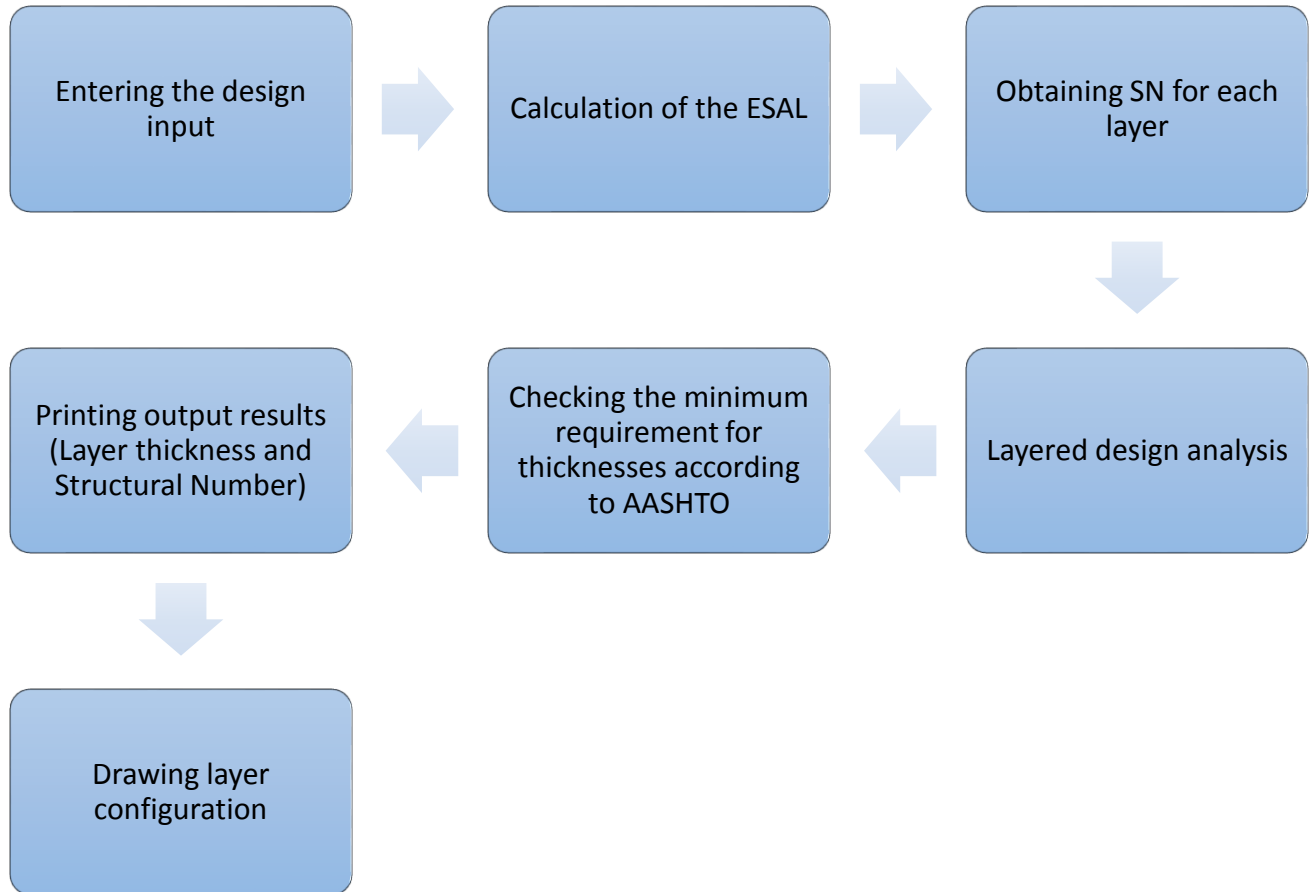 Entering the design
input
Calculation of the ESAL
Obtaining SN for each
layer
Layered design analysis
Checking the minimum
requirement for
thicknesses according
to AASHTO
Printing output results
(Layer thickness and
Structural Number)
Drawing layer
configuration